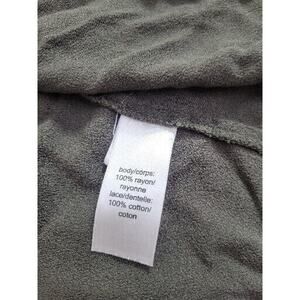 body/corps:
100% rayon/
rayonne
lace/dentelle:
100% cotton/
coton